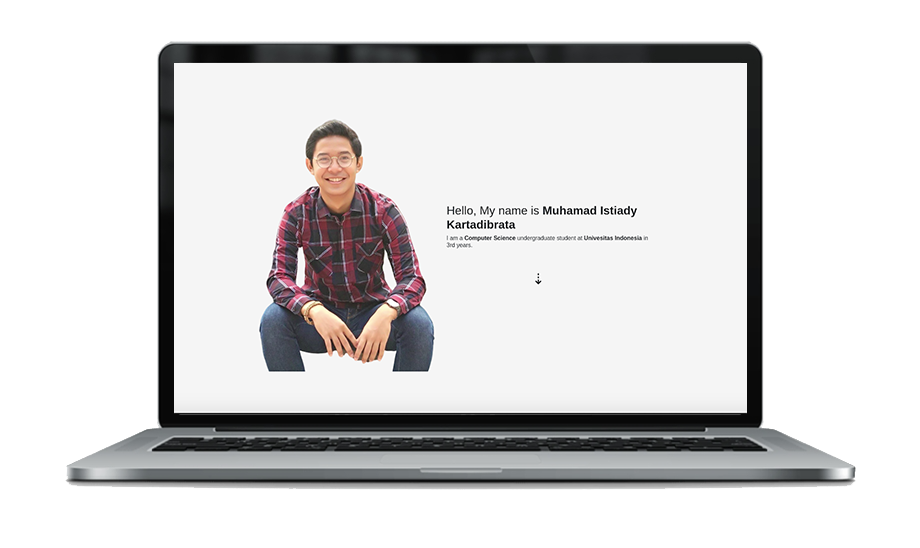 Hello, My name is Muhamad Istiady
Kartadibrata
I am a Computer Science undergraduate student at Univesitas Indonesia in
3rd years.